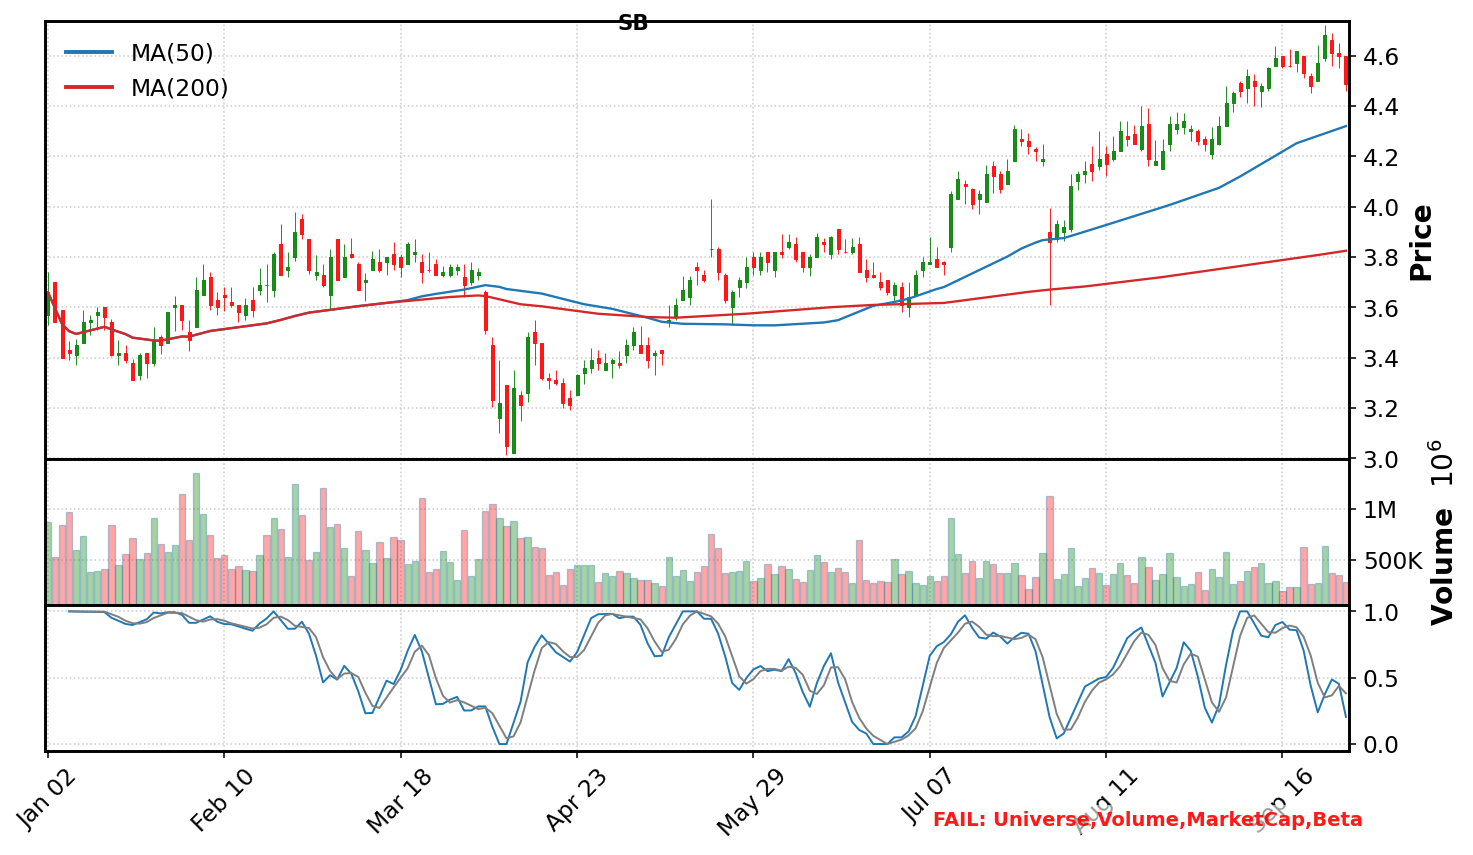 SB
MA(50)
MA(200)
4.6
4.4
4.2
4.0
3.8
3.6
3.4
3.2
3.0
Price
1M
500K
Volume 10^6
1.0
0.5
0.0
Jan 02
Feb 10
Mar 18
Apr 23
May 29
Jul 07
Aug 11
Sep 16
FAIL: Universe,Volume,MarketCap,Beta